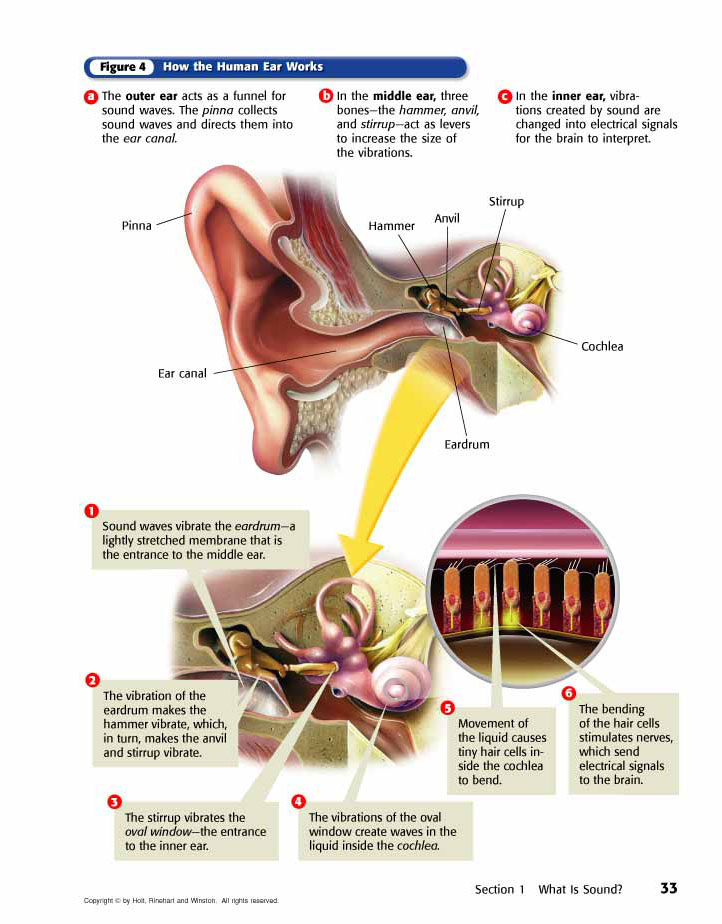 Figure 4 How the Human Ear Works
a The outer ear acts as a funnel for
sound waves. The pinna collects
sound waves and directs them into
the ear canal.
b In the middle ear, three
bones—the hammer, anvil,
and stirrup—act as levers
to increase the size of
the vibrations.
c In the inner ear, vibra-
tions created by sound are
changed into electrical signals
for the brain to interpret.
Stirrup
Anvil
Hammer
Pinna
Cochlea
Ear canal
Eardrum
1
Sound waves vibrate the eardrum—a
lightly stretched membrane that is
the entrance to the middle ear.
2
The vibration of the
eardrum makes the
hammer vibrate, which,
in turn, makes the anvil
and stirrup vibrate.
3
The stirrup vibrates the
oval window—the entrance
to the inner ear.
4
The vibrations of the oval
window create waves in the
liquid inside the cochlea.
5
Movement of
the liquid causes
tiny hair cells in-
side the cochlea
to bend.
6
The bending
of the hair cells
stimulates nerves,
which send
electrical signals
to the brain.
Section 1 What Is Sound? 33
Copyright © by Holt, Rinehart and Winston. All rights reserved.